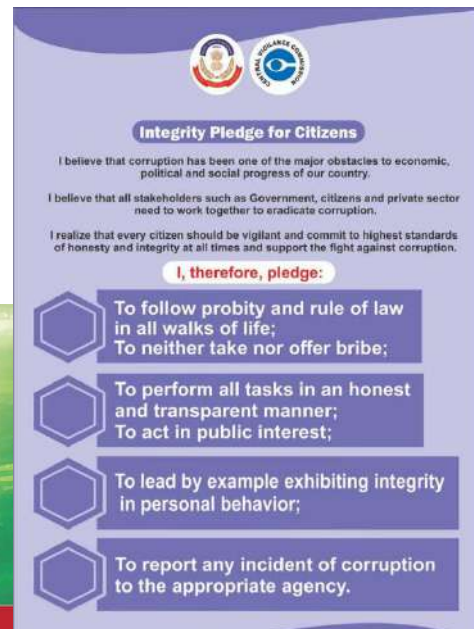 CENTRAL VIGILANCE COMMISSION
Integrity Pledge for Citizens
I believe that corruption has been one of the major obstacles to economic,
political and social progress of our country.
I believe that all stakeholders such as Government, citizens and private sector
need to work together to eradicate corruption.
I realize that every citizen should be vigilant and commit to highest standards
of honesty and integrity at all times and support the fight against corruption.
I, therefore, pledge:
To follow probity and rule of law
in all walks of life;
To neither take nor offer bribe;
To perform all tasks in an honest
and transparent manner;
To act in public interest;
To lead by example exhibiting integrity
in personal behavior;
To report any incident of corruption
to the appropriate agency.